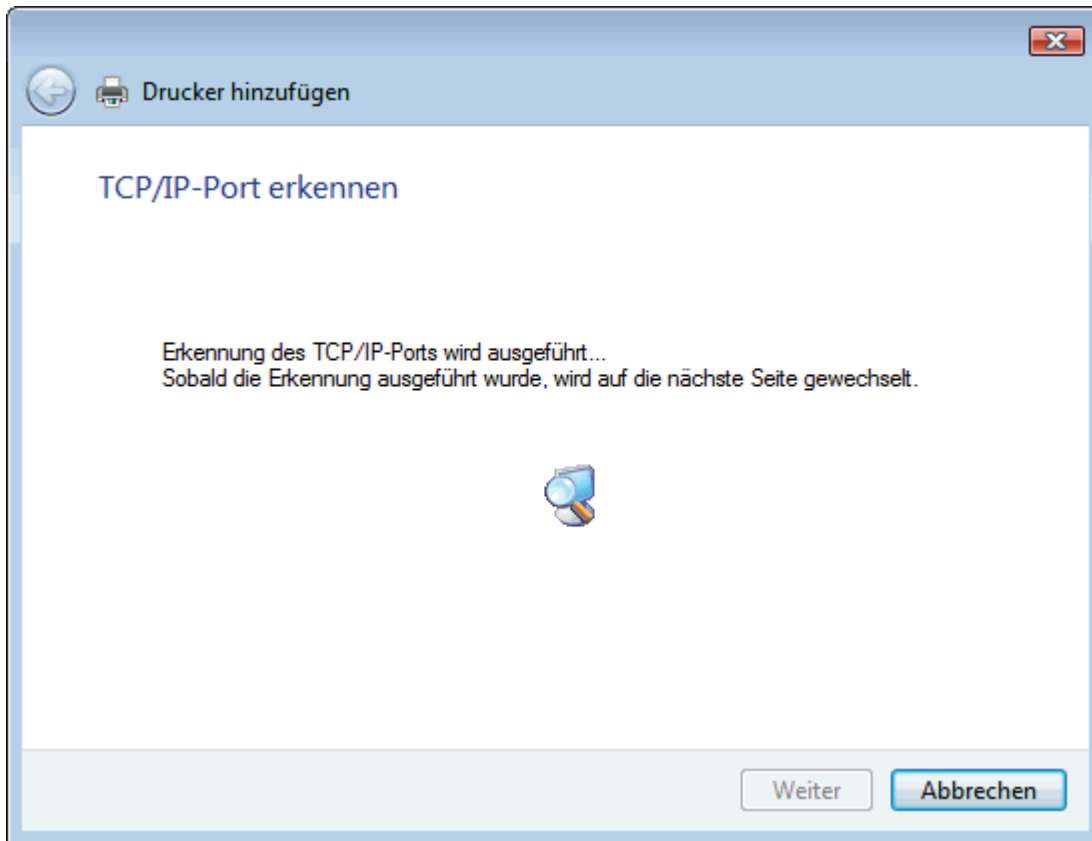 Drucker hinzufügen
TCP/IP-Port erkennen
Erkennung des TCP/IP-Ports wird ausgeführt...
Sobald die Erkennung ausgeführt wurde, wird auf die nächste Seite gewechselt.
Weiter
Abbrechen